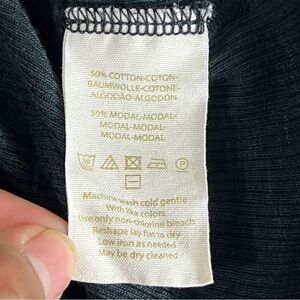 50% COTTON-COTON-
BAUMWOLLE-COTONE-
ALGODÃO-ALGODÓN
50% MODAL-MODAL-
MODAL-MODAL-
MODAL-MODAL
Machine wash cold gentle
With like colors
Use only non-chlorine bleach
Reshape lay flat to dry
Low iron as needed
May be dry cleaned